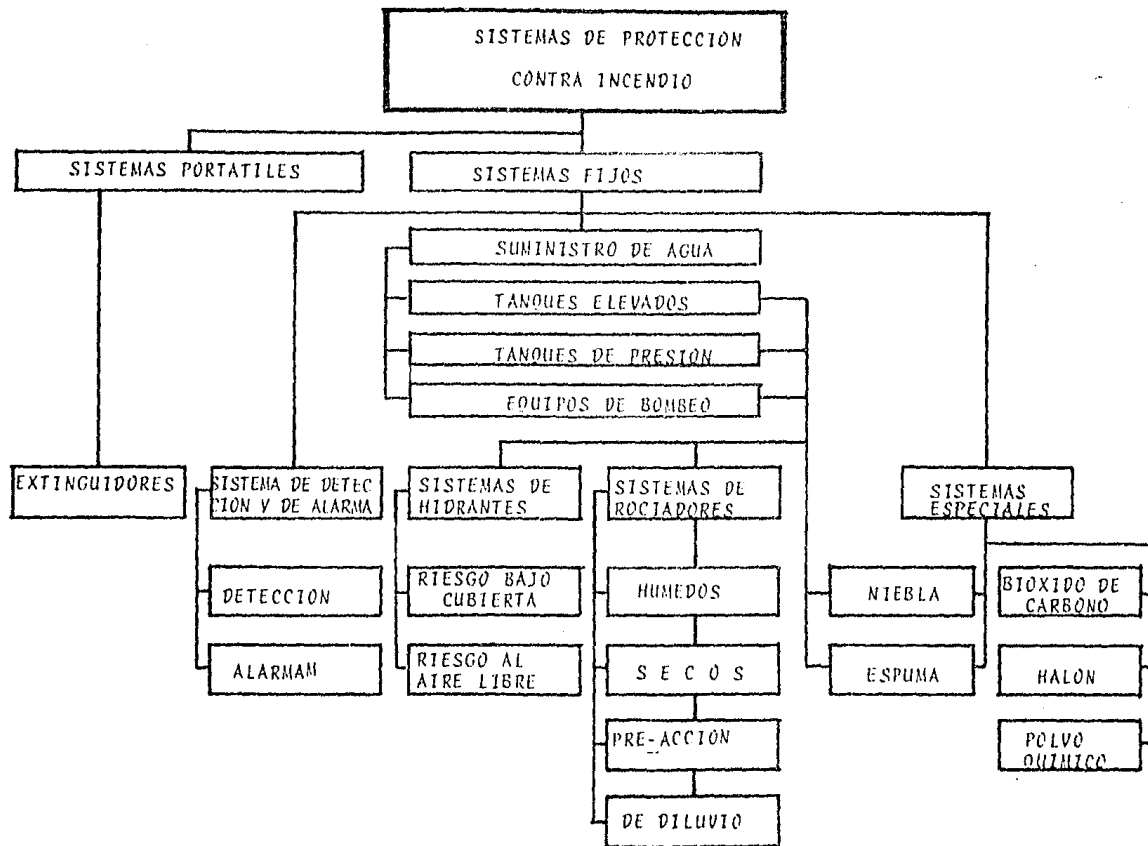 SISTEMAS DE PROTECCION
CONTRA INCENDIO
SISTEMAS PORTATILES
SISTEMAS FIJOS
SUMINISTRO DE AGUA
TANQUES ELEVADOS
TANQUES DE PRESION
EQUIPOS DE BOMBEO
EXTINGUIDORES
SISTEMA DE DETEC
CION Y DE ALARMA
SISTEMAS DE
HIDRANTES
SISTEMAS DE
ROCIADORES
SISTEMAS
ESPECIALES
DETECCION
RIESGO BAJO
CUBIERTA
HUMEDOS
NIEBLA
BIOXIDO DE
CARBONO
ALARMAM
RIESGO AL
AIRE LIBRE
S E C O S
ESPUMA
HALON
PRE-ACCION
POLVO
QUIMICO
DE DILUVIO